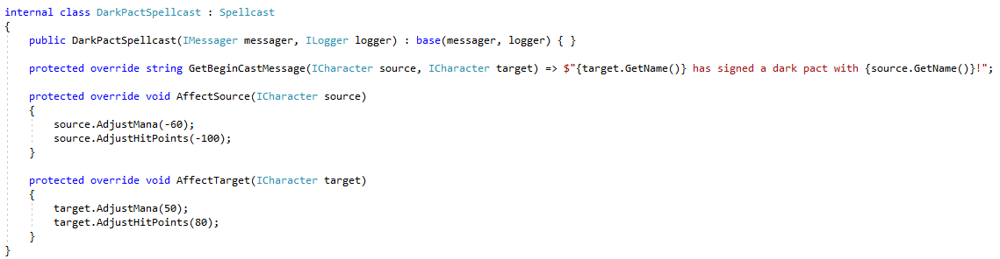 internal class DarkPactSpellcast : Spellcast
{
    public DarkPactSpellcast(IMessager messager, ILogger logger) : base(messager, logger) { }

    protected override string GetBeginCastMessage(ICharacter source, ICharacter target) => $"{target.GetName()} has signed a dark pact with {source.GetName()}!";

    protected override void AffectSource(ICharacter source)
    {
        source.AdjustMana(-60);
        source.AdjustHitPoints(-100);
    }

    protected override void AffectTarget(ICharacter target)
    {
        target.AdjustMana(50);
        target.AdjustHitPoints(80);
    }
}